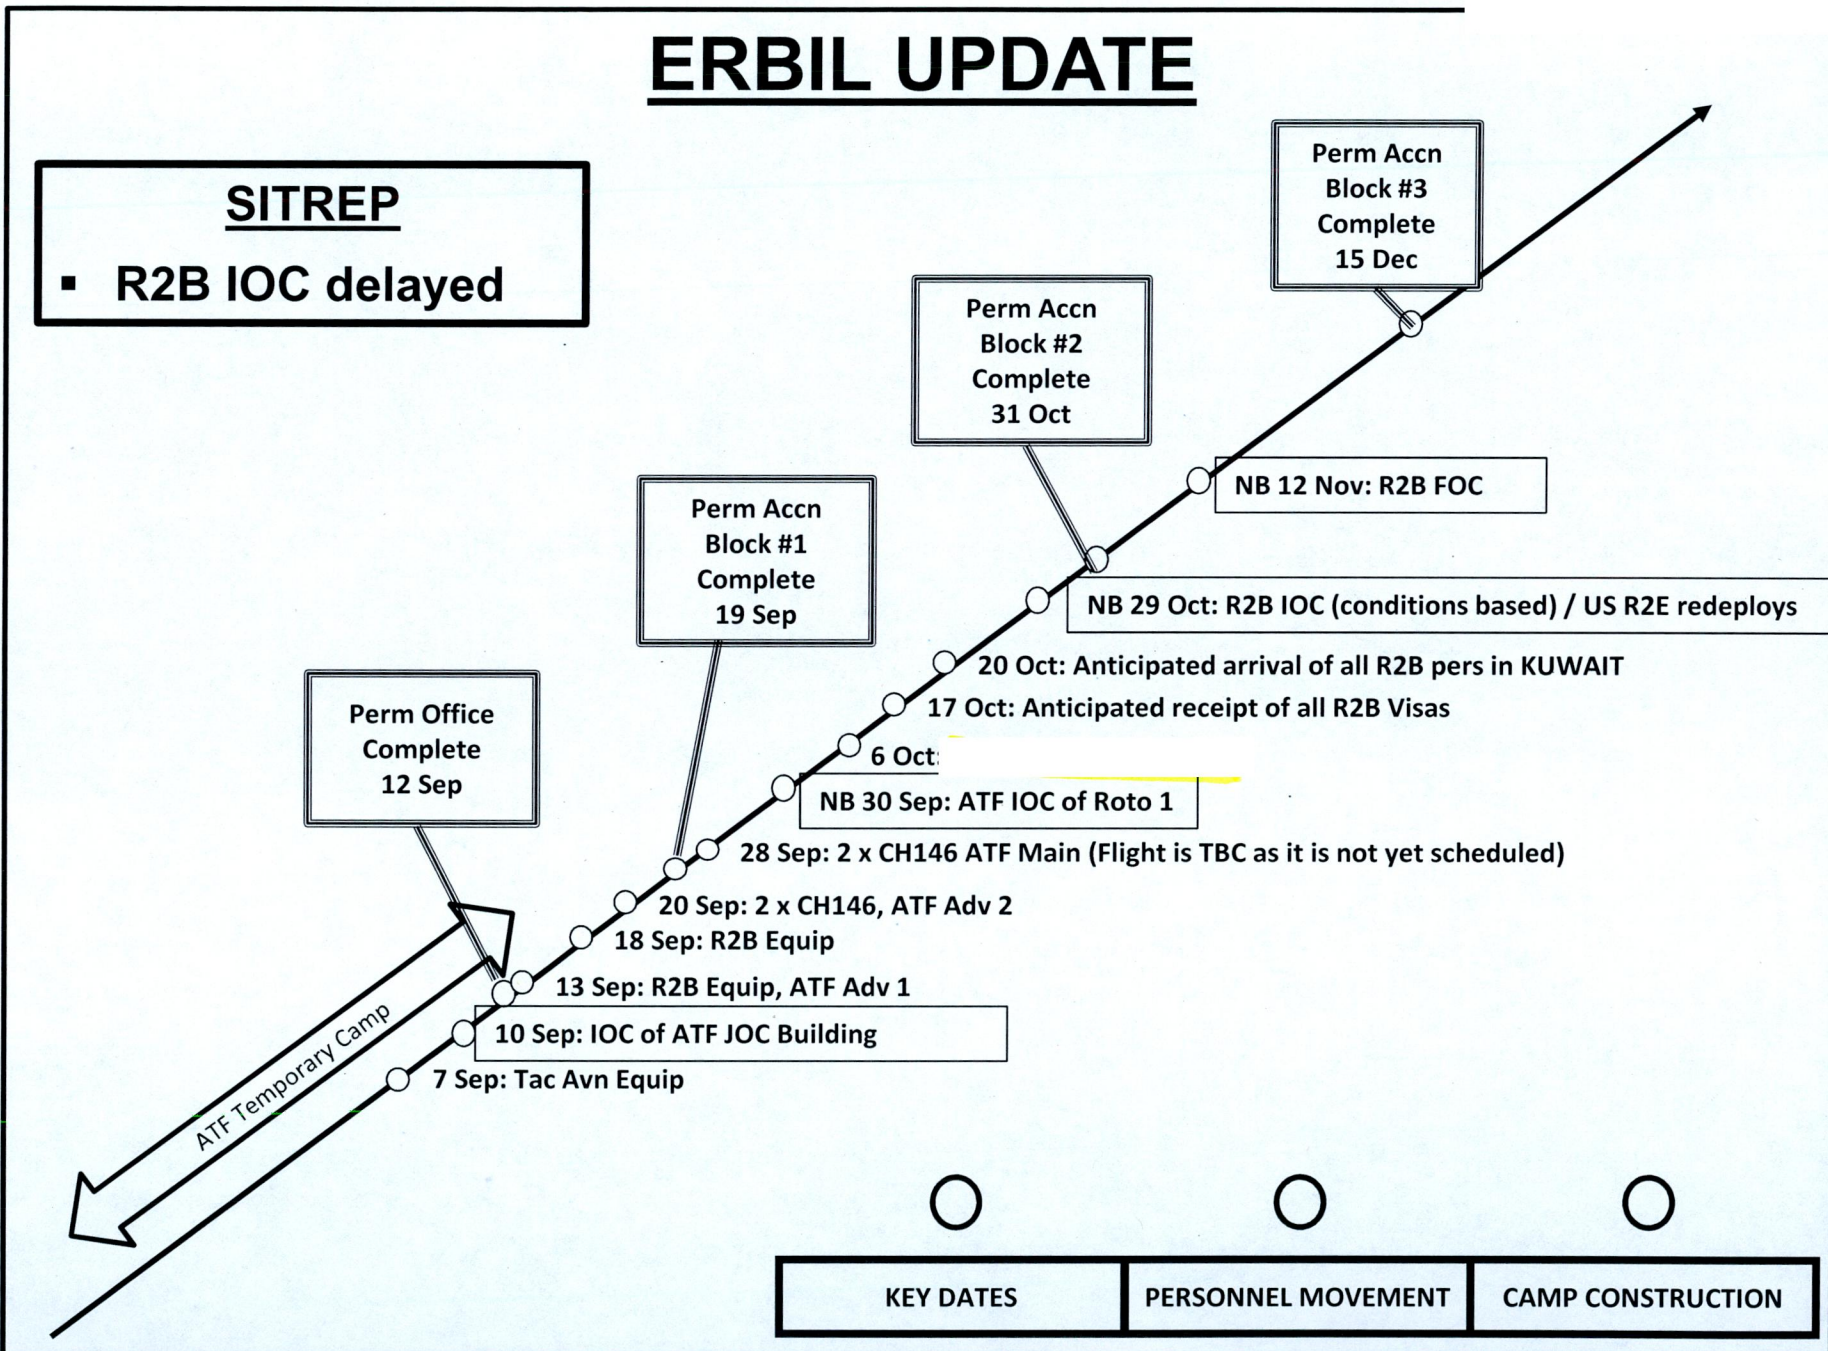 ERBIL UPDATE
SITREP
▪ R2B IOC delayed
Perm Accn
Block #3
Complete
15 Dec
Perm Accn
Block #2
Complete
31 Oct
NB 12 Nov: R2B FOC
Perm Accn
Block #1
Complete
19 Sep
NB 29 Oct: R2B IOC (conditions based) / US R2E redeploys
20 Oct: Anticipated arrival of all R2B pers in KUWAIT
17 Oct: Anticipated receipt of all R2B Visas
Perm Office
Complete
12 Sep
6 Oct:
NB 30 Sep: ATF IOC of Roto 1
28 Sep: 2 x CH146 ATF Main (Flight is TBC as it is not yet scheduled)
20 Sep: 2 x CH146, ATF Adv 2
18 Sep: R2B Equip
13 Sep: R2B Equip, ATF Adv 1
10 Sep: IOC of ATF JOC Building
7 Sep: Tac Avn Equip
ATF Temporary Camp
KEY DATES
PERSONNEL MOVEMENT
CAMP CONSTRUCTION